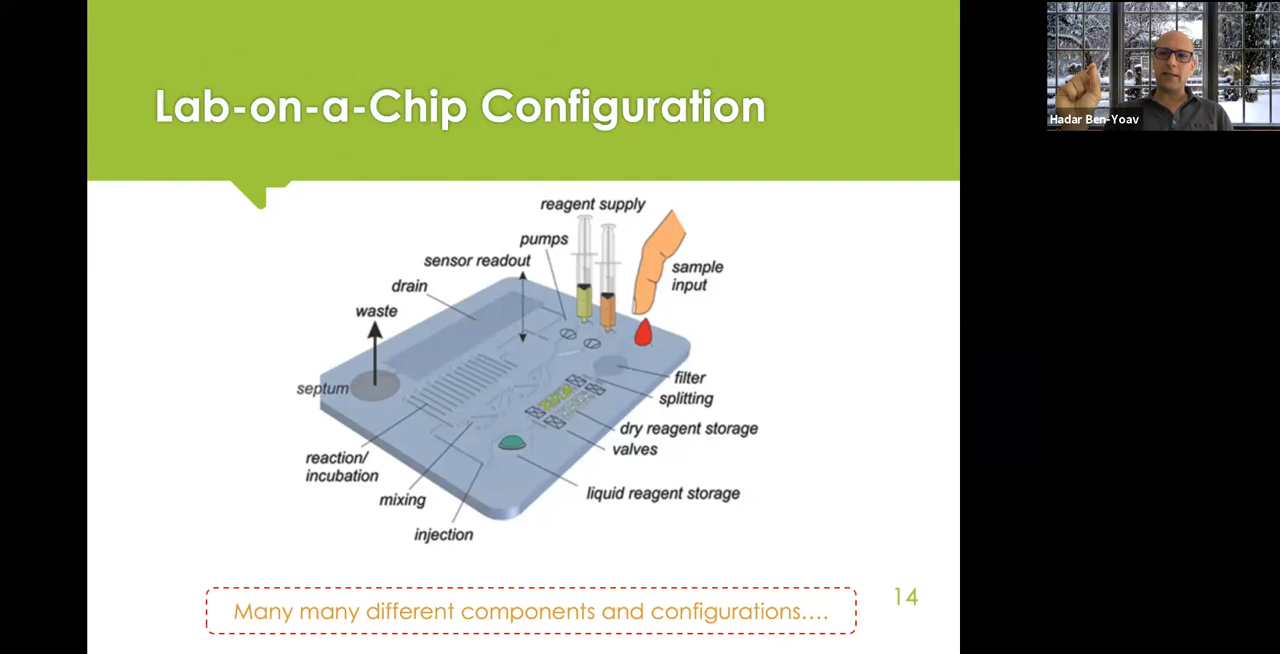 Lab-on-a-Chip Configuration
Hadar Ben-Yoav
reagent supply
pumps
sensor readout
sample
input
drain
waste
septum
filter
splitting
dry reagent storage
valves
reaction/
incubation
mixing
liquid reagent storage
injection
Many many different components and configurations....
14